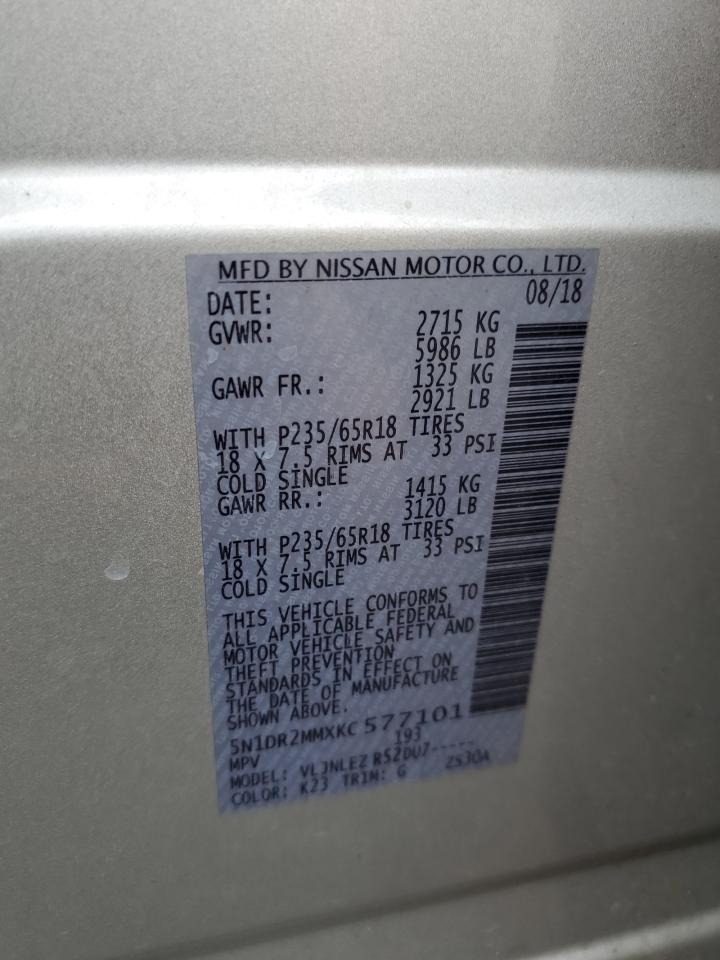 MFD BY NISSAN MOTOR CO., LTD.
DATE: 08/18
GVWR: 2715 KG
5986 LB
GAWR FR.: 1325 KG
2921 LB
WITH P235/65R18 TIRES
18 X 7.5 RIMS AT 33 PSI
COLD SINGLE
GAWR RR.: 1415 KG
3120 LB
WITH P235/65R18 TIRES
18 X 7.5 RIMS AT 33 PSI
COLD SINGLE
THIS VEHICLE CONFORMS TO
ALL APPLICABLE FEDERAL
MOTOR VEHICLE SAFETY AND
THEFT PREVENTION
STANDARDS IN EFFECT ON
THE DATE OF MANUFACTURE
SHOWN ABOVE.
5N1DR2MMXKC577101
MPV 193
MODEL: VLJNLEZ R52DU7-----
COLOR: K23 TRIM: G ZS30A